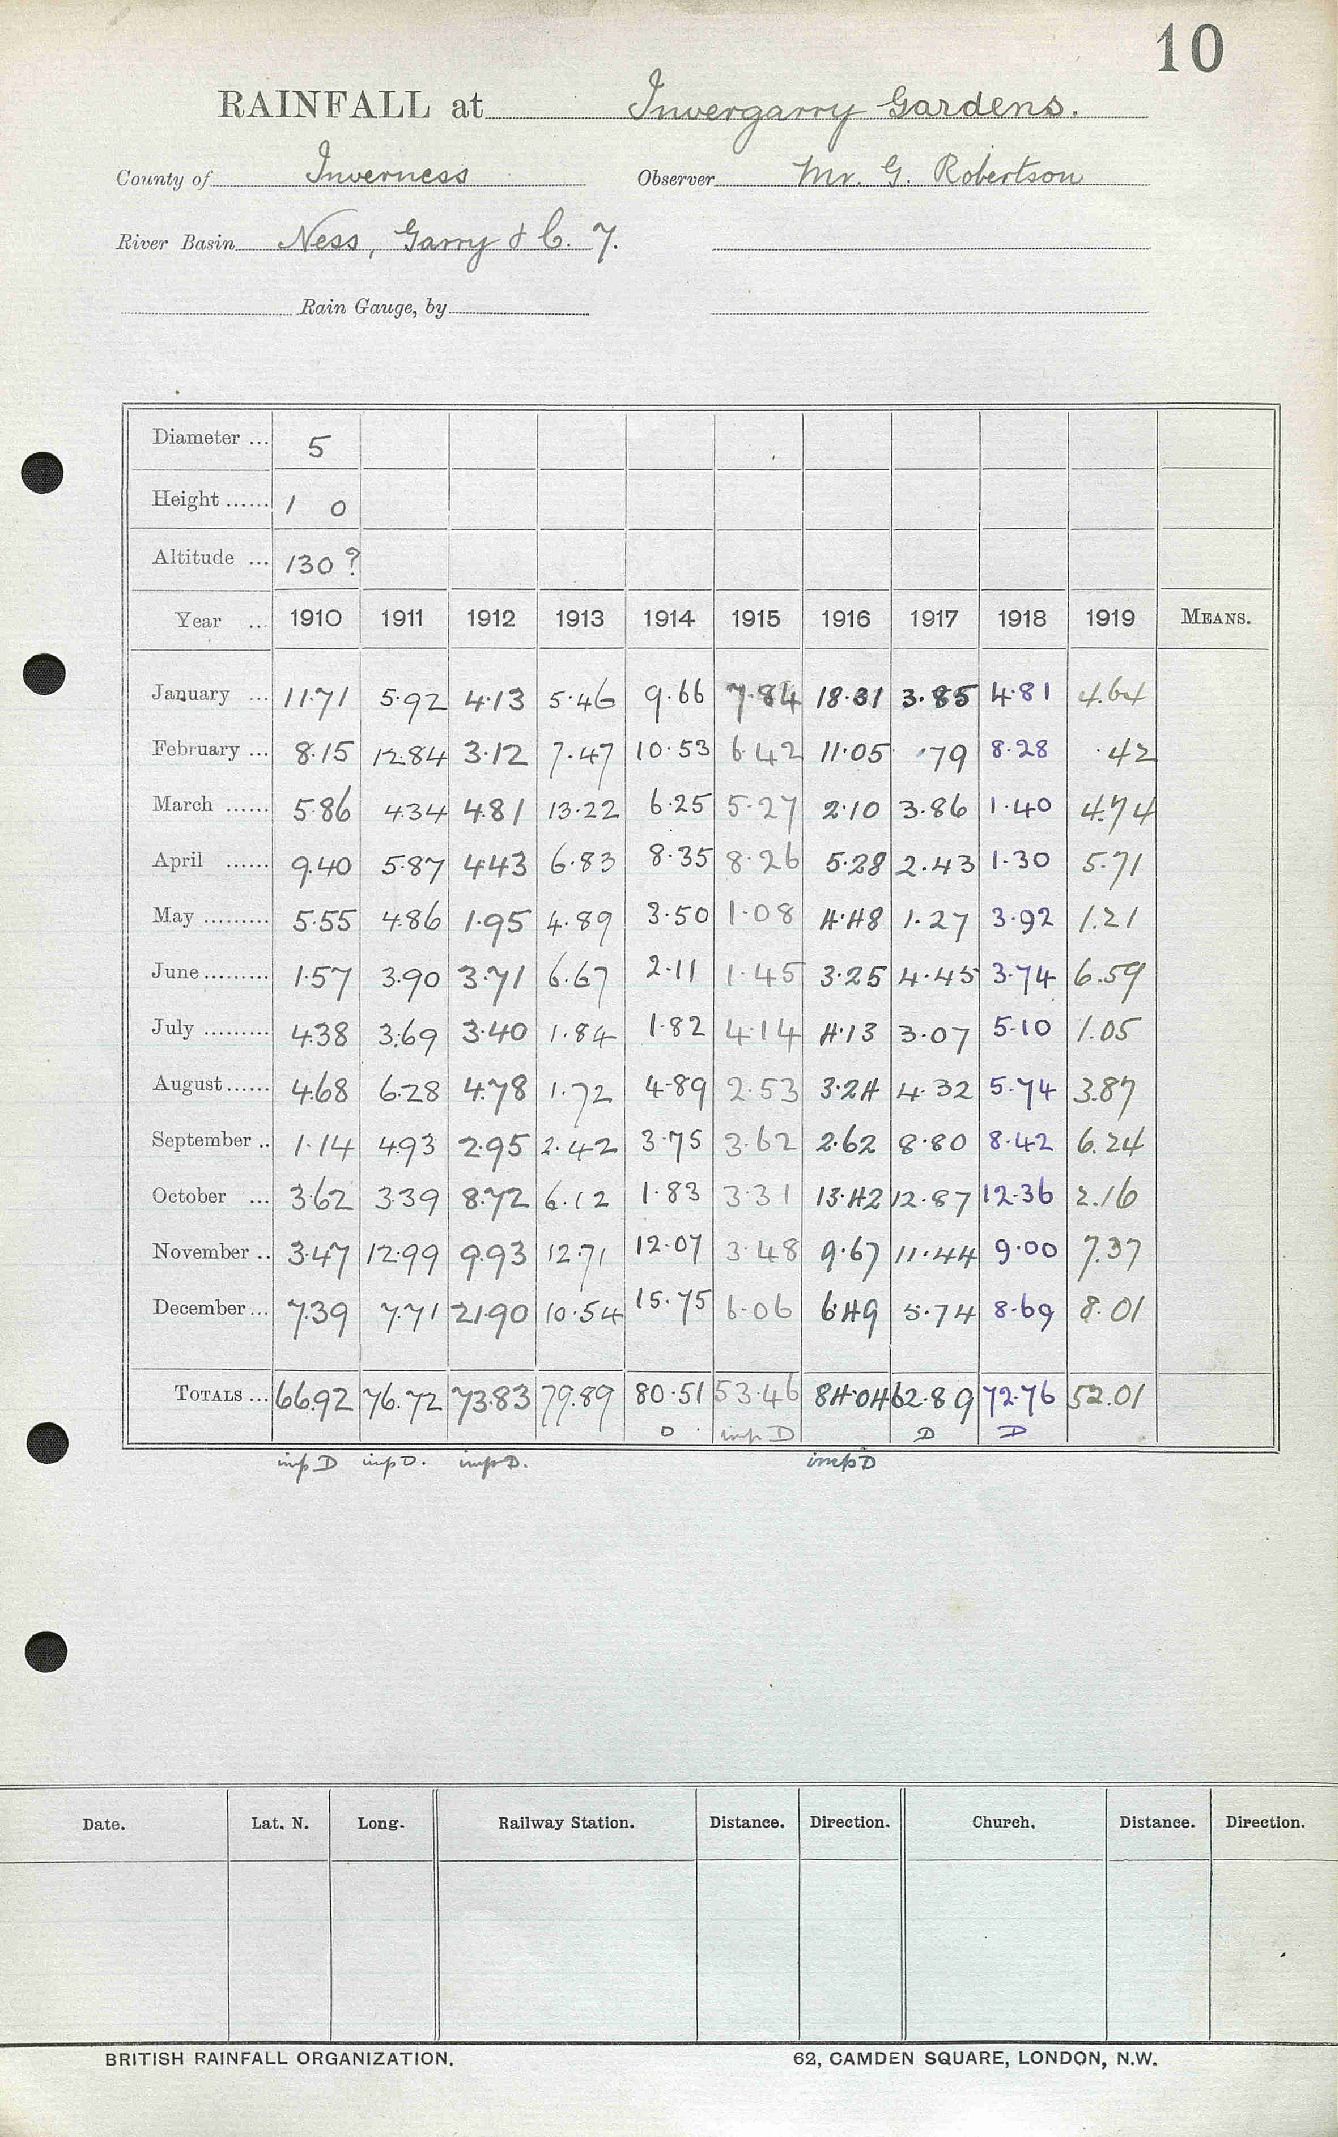 10
RAINFALL at Invergarry Gardens.
County of Inverness Observer Mr. G. Robertson
River Basin Ness, Garry & C. 7.
Rain Gauge, by
Diameter ... 5
Height ...... 1 0
Altitude ... 130 ?
Year ... 1910 1911 1912 1913 1914 1915 1916 1917 1918 1919 MEANS.
January ... 11.71 5.92 4.13 5.46 9.66 7.84 18.31 3.85 4.81 4.64
February ... 8.15 12.84 3.12 7.47 10.53 6.42 11.05 .79 8.28 .42
March ...... 5.86 4.34 4.81 13.22 6.25 5.27 2.10 3.86 1.40 4.74
April ...... 9.40 5.87 4.43 6.83 8.35 8.26 5.28 2.43 1.30 5.71
May ......... 5.55 4.86 1.95 4.89 3.50 1.08 4.48 1.27 3.92 1.21
June ......... 1.57 3.90 3.71 6.67 2.11 1.45 3.25 4.45 3.74 6.59
July ......... 4.38 3.69 3.40 1.84 1.82 4.14 4.13 3.07 5.10 1.05
August ...... 4.68 6.28 4.78 1.72 4.89 2.53 3.24 4.32 5.74 3.87
September .. 1.14 4.93 2.95 2.42 3.75 3.62 2.62 8.80 8.42 6.24
October ... 3.62 3.39 8.72 6.12 1.83 3.31 13.42 12.87 12.36 2.16
November .. 3.47 12.99 9.93 12.71 12.07 3.48 9.67 11.44 9.00 7.37
December ... 7.39 7.71 21.90 10.54 15.75 6.06 6.49 5.74 8.69 8.01
TOTALS ... 66.92 76.72 73.83 79.89 80.51 53.46 84.04 62.89 72.76 52.01
D imp D D D
imp D imp D. imp D. imp D
Date. Lat. N. Long. Railway Station. Distance. Direction. Church. Distance. Direction.
BRITISH RAINFALL ORGANIZATION. 62, CAMDEN SQUARE, LONDON, N.W.